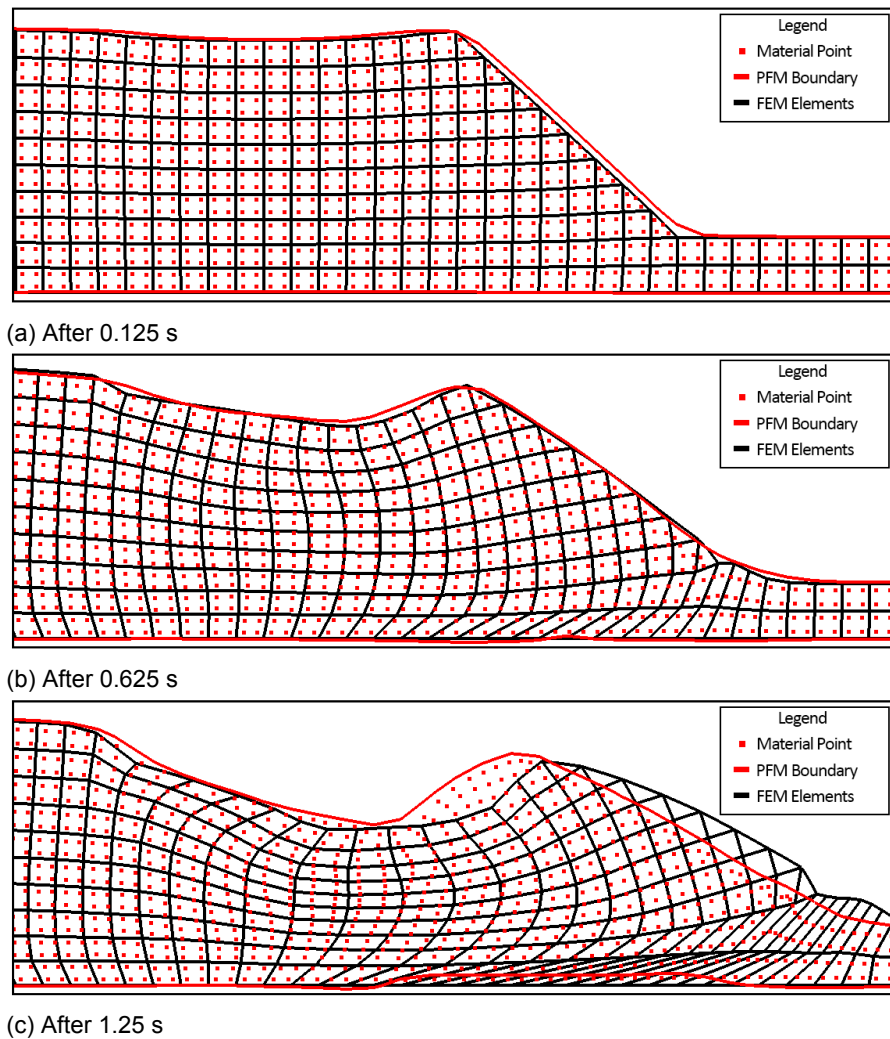 Legend
Material Point
PFM Boundary
FEM Elements
(a) After 0.125 s
Legend
Material Point
PFM Boundary
FEM Elements
(b) After 0.625 s
Legend
Material Point
PFM Boundary
FEM Elements
(c) After 1.25 s